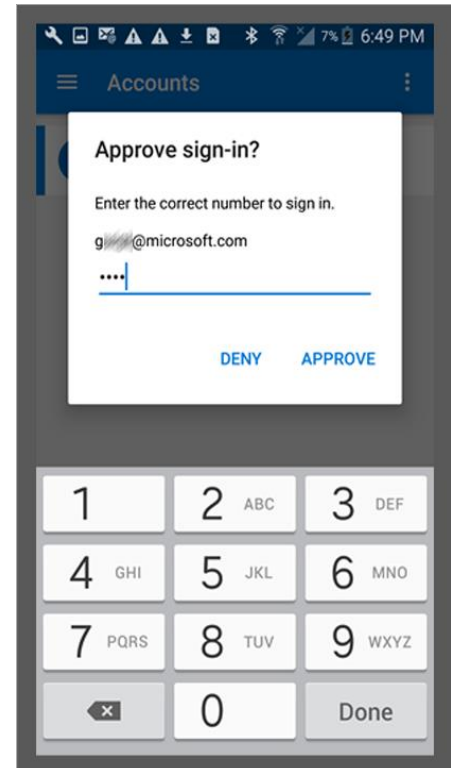 7% 6:49 PM
Accounts
Approve sign-in?
Enter the correct number to sign in.
g @microsoft.com
••••
DENY APPROVE
1 2 ABC 3 DEF
4 GHI 5 JKL 6 MNO
7 PQRS 8 TUV 9 WXYZ
0 Done